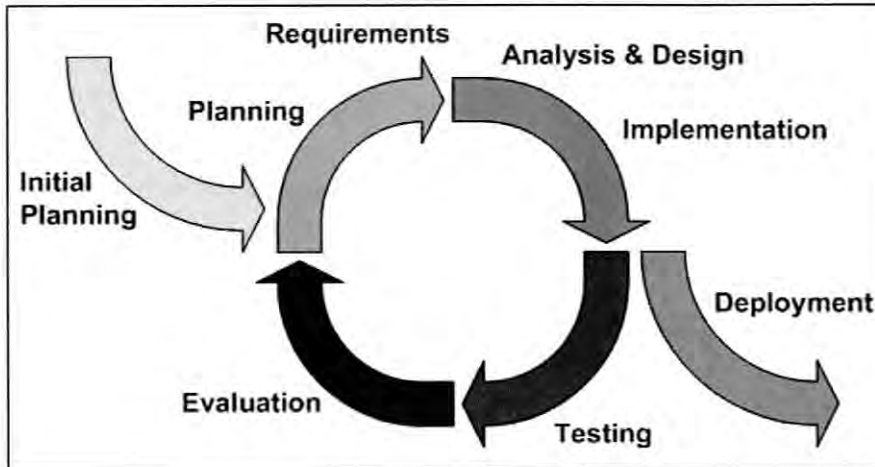 Requirements
Analysis & Design
Planning
Implementation
Initial
Planning
Deployment
Evaluation
Testing